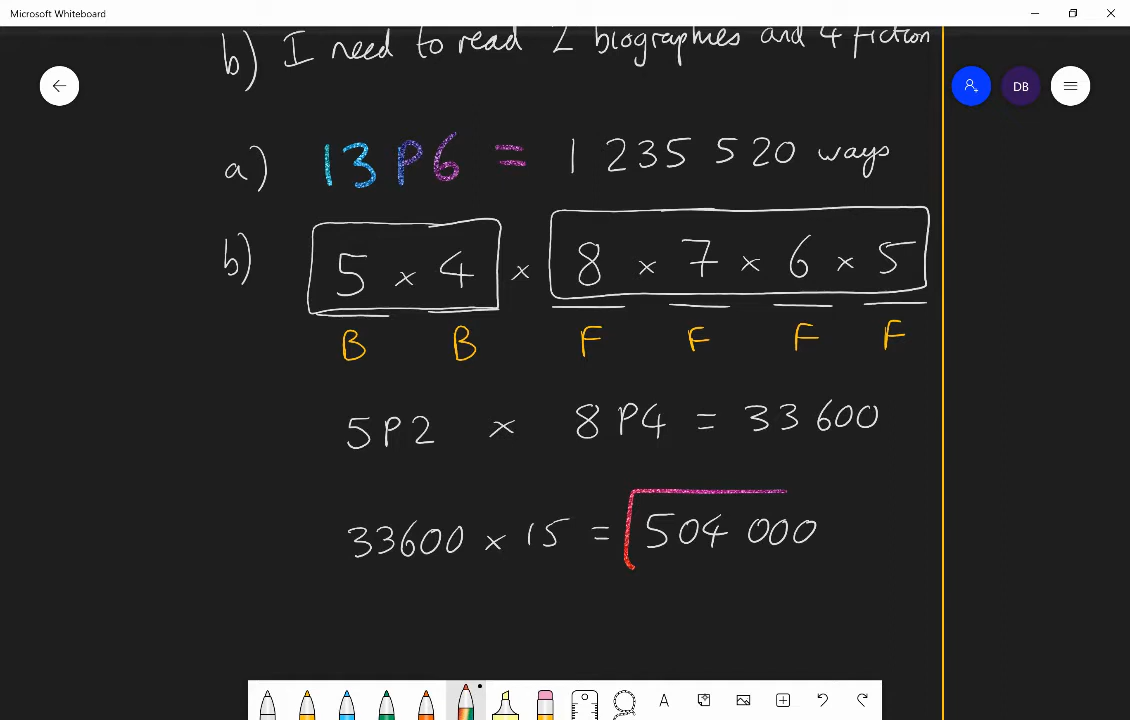 Microsoft Whiteboard
b) I need to read 2 biographies and 4 fiction
DB
a) 13P6 = 1 235 520 ways
b) 5 × 4 × 8 × 7 × 6 × 5
B B F F F F
5P2 × 8P4 = 33 600
33600 × 15 = 504 000
A